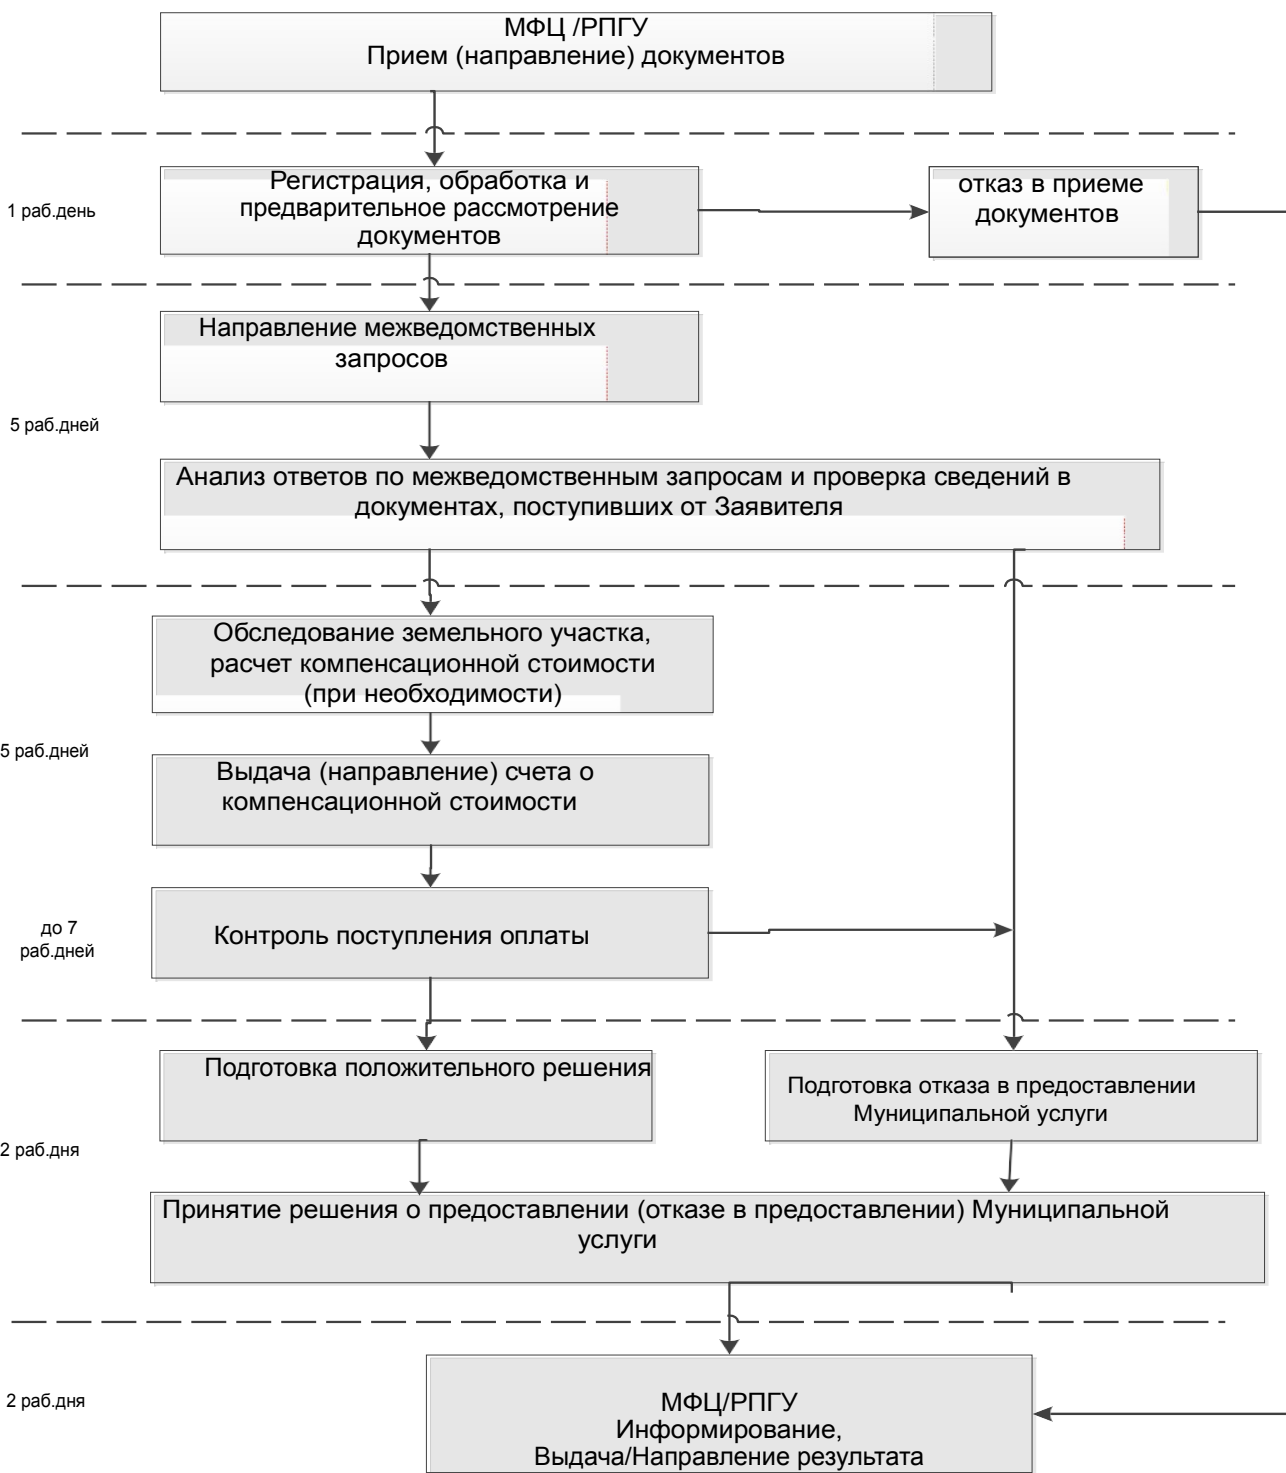 МФЦ /РПГУ
Прием (направление) документов
1 раб.день
Регистрация, обработка и
предварительное рассмотрение
документов
отказ в приеме
документов
Направление межведомственных
запросов
5 раб.дней
Анализ ответов по межведомственным запросам и проверка сведений в
документах, поступивших от Заявителя
Обследование земельного участка,
расчет компенсационной стоимости
(при необходимости)
5 раб.дней
Выдача (направление) счета о
компенсационной стоимости
до 7
раб.дней
Контроль поступления оплаты
Подготовка положительного решения
Подготовка отказа в предоставлении
Муниципальной услуги
2 раб.дня
Принятие решения о предоставлении (отказе в предоставлении) Муниципальной
услуги
2 раб.дня
МФЦ/РПГУ
Информирование,
Выдача/Направление результата